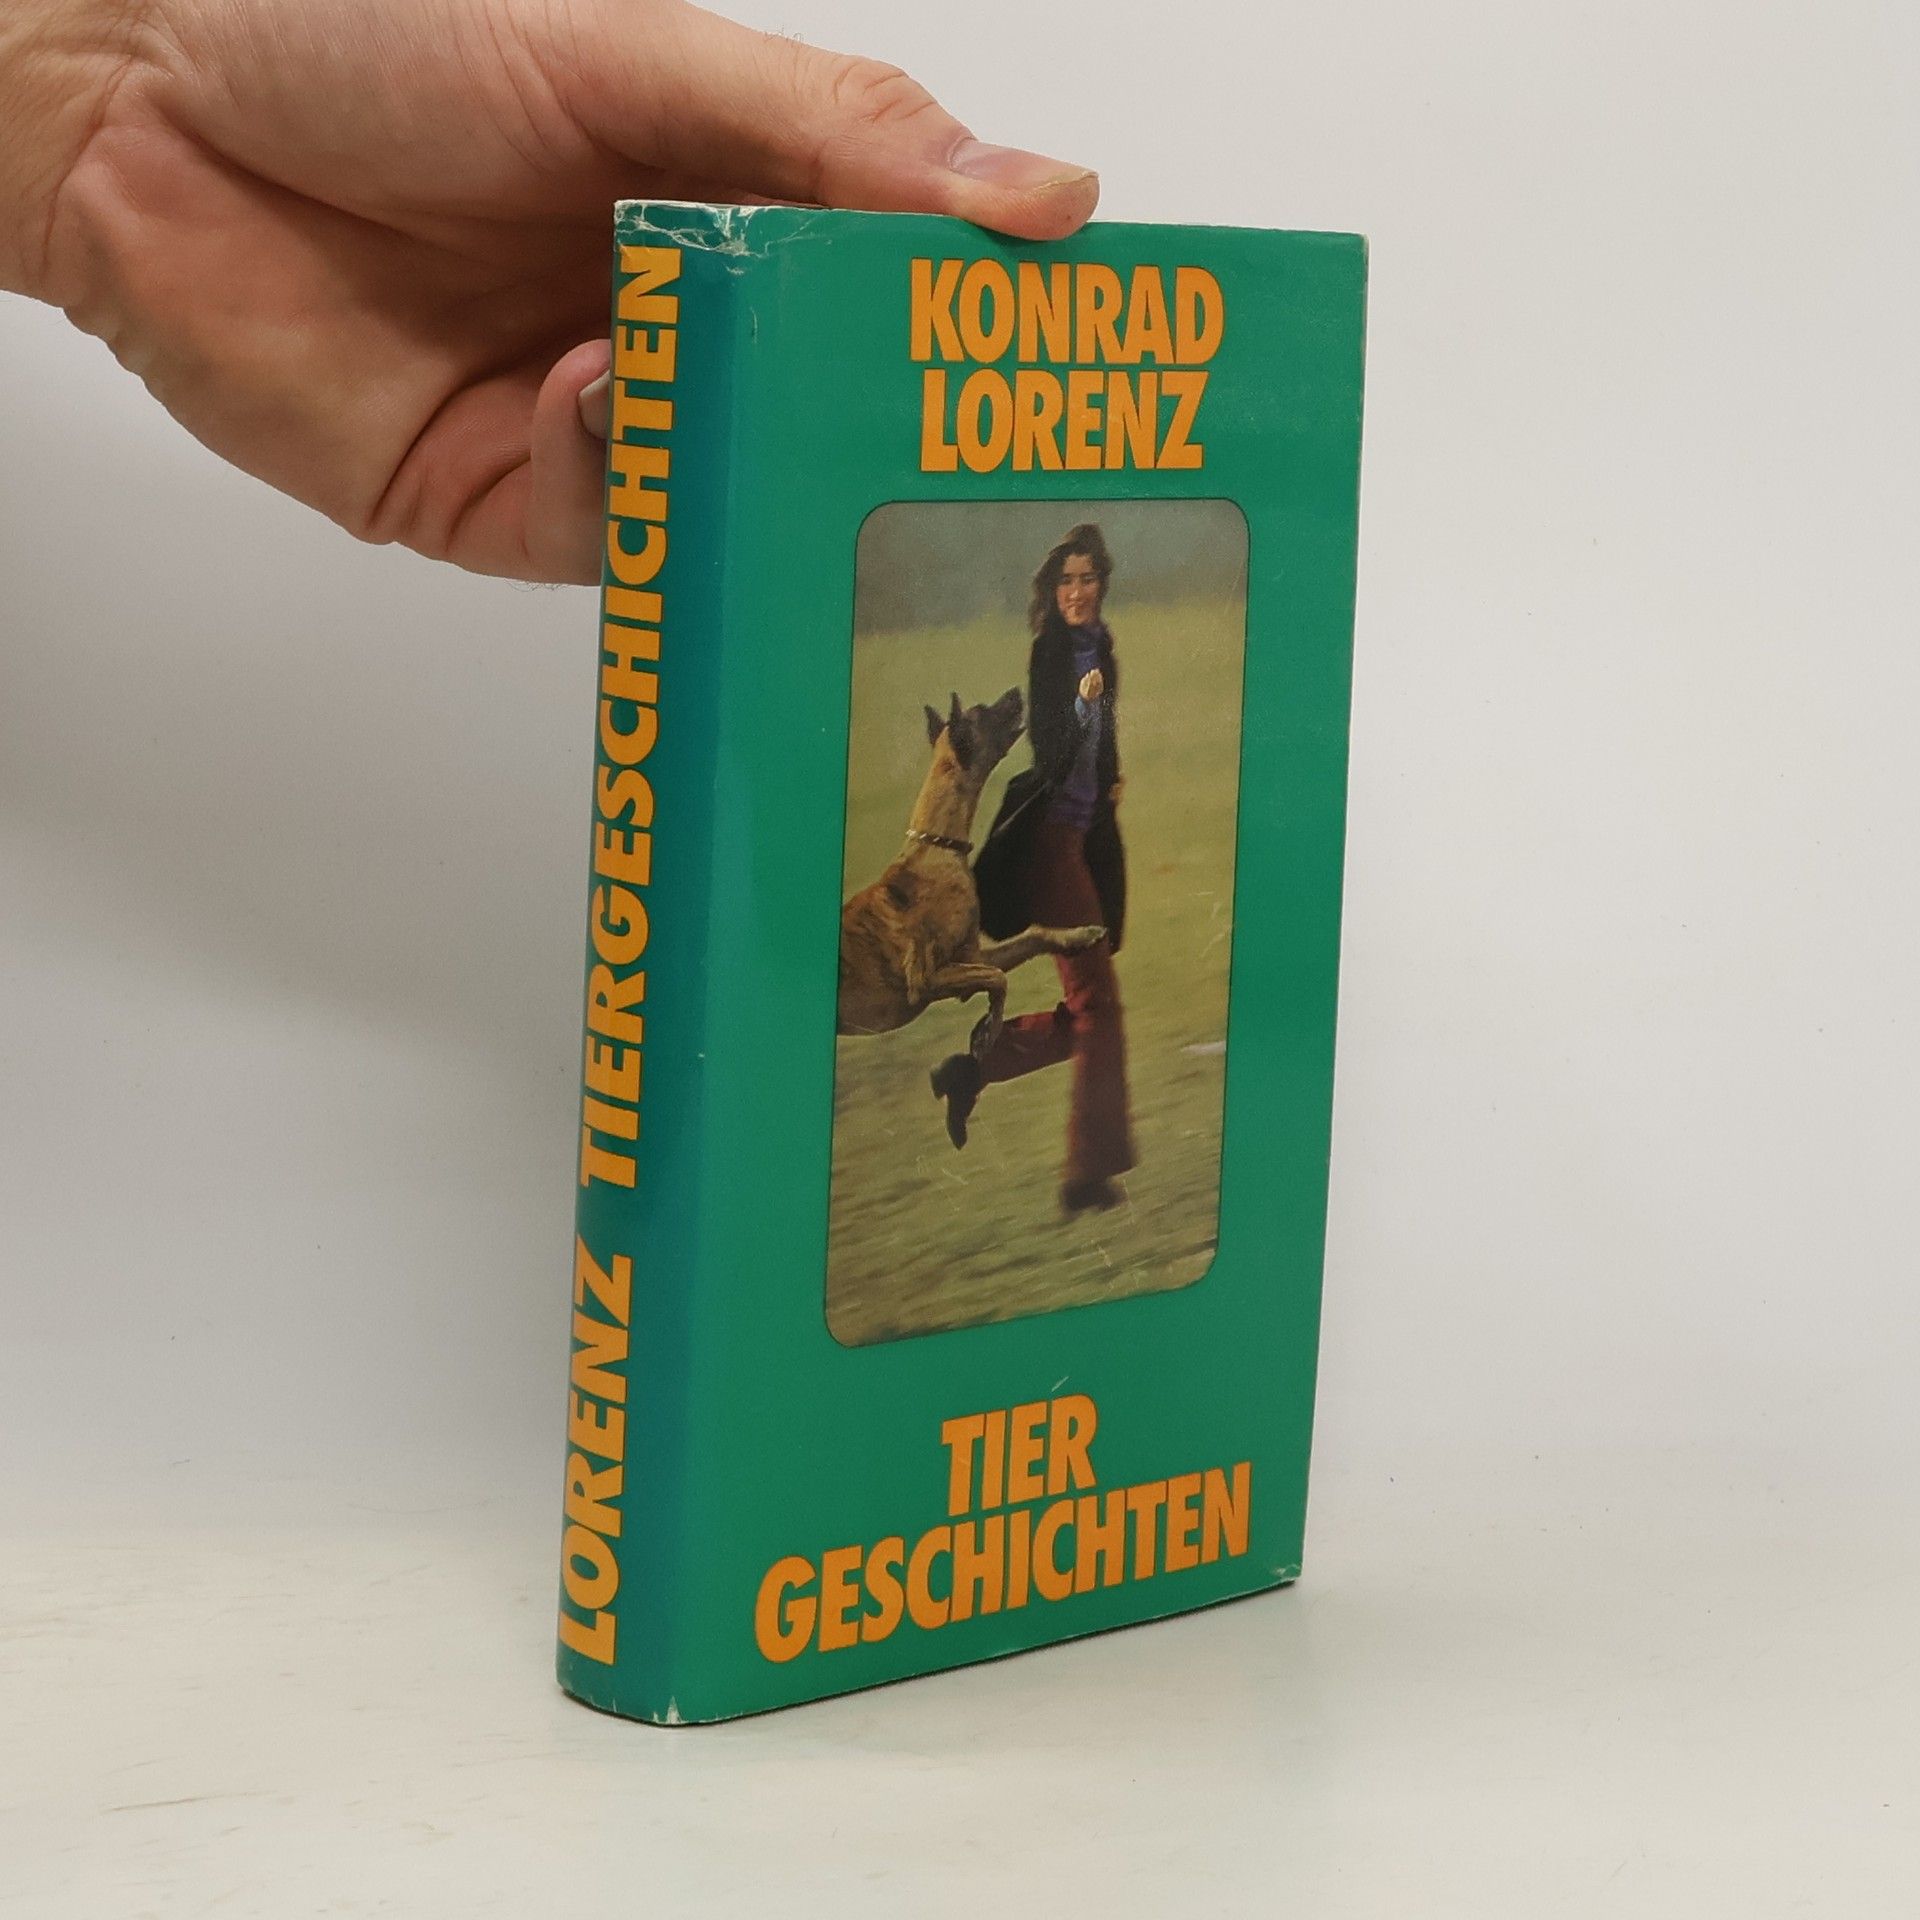 LORENZ TIERGESCHICHTEN
KONRAD
LORENZ
TIER
GESCHICHTEN